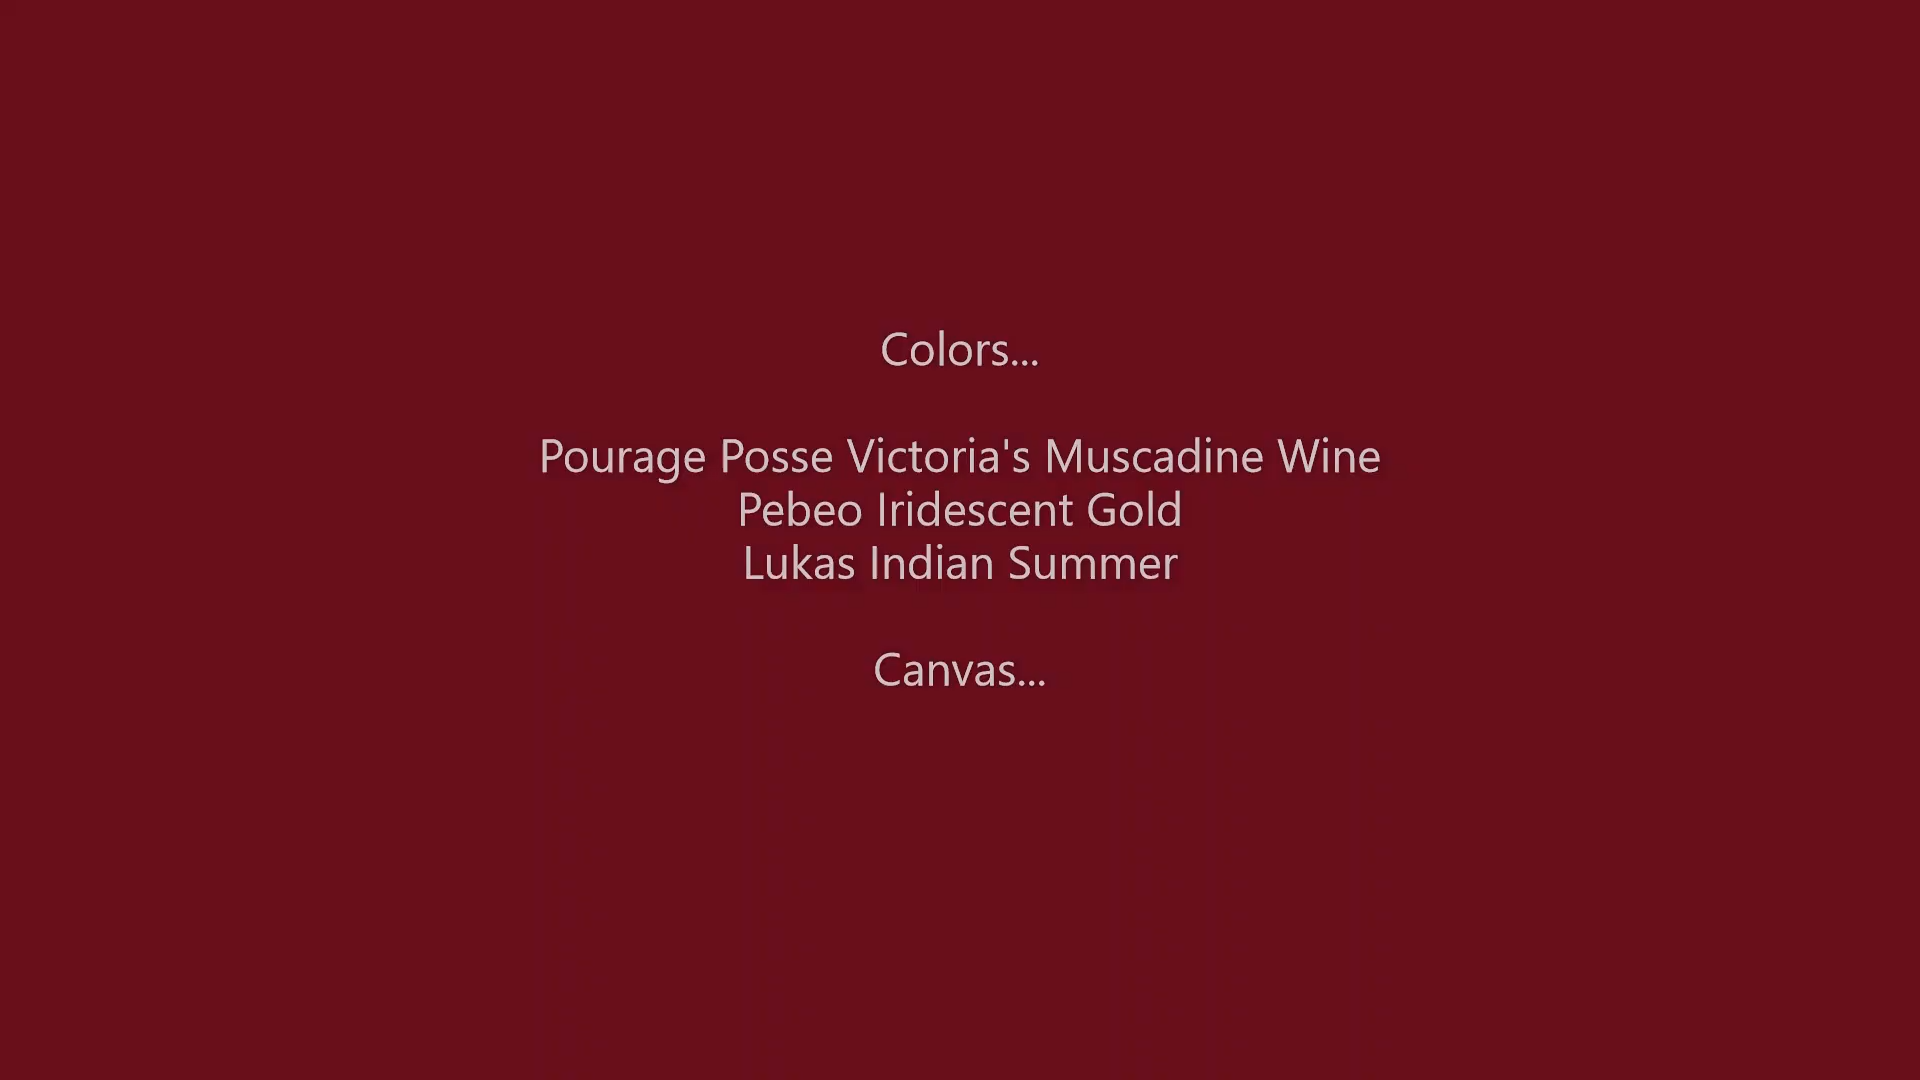 Colors...
Pourage Posse Victoria's Muscadine Wine
Pebeo Iridescent Gold
Lukas Indian Summer
Canvas...